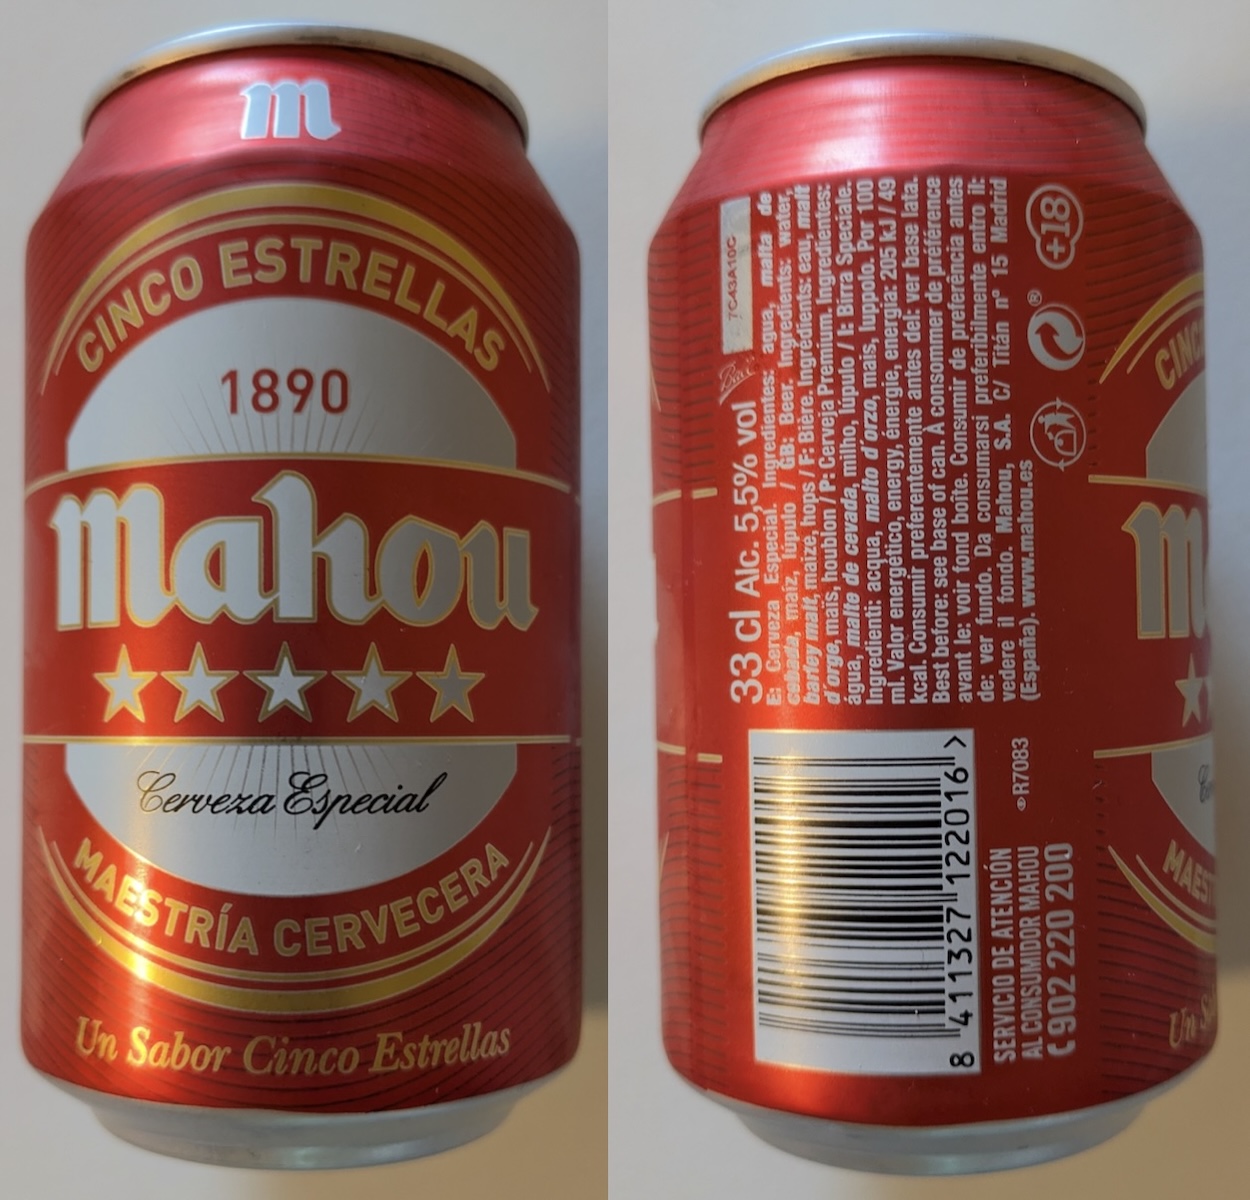 m
CINCO ESTRELLAS
1890
Mahou
Cerveza Especial
MAESTRÍA CERVECERA
Un Sabor Cinco Estrellas
7C43A10C
33 cl Alc. 5,5% vol
E: Cerveza Especial. Ingredientes: agua, malta de
cebada, maíz, lúpulo / GB: Beer. Ingredients: water,
barley malt, maize, hops / F: Bière. Ingrédients: eau, malt
d'orge, maïs, houblon / P: Cerveja Premium. Ingredientes:
água, malte de cevada, milho, lúpulo / I: Birra Speciale.
Ingredienti: acqua, malto d'orzo, mais, luppolo. Por 100
ml. Valor energético, energy, énergie, energia: 205 kJ / 49
kcal. Consumir preferentemente antes del: ver base lata.
Best before: see base of can. À consommer de préférence
avant le: voir fond boîte. Consumir de preferência antes
de: ver fundo. Da consumarsi preferibilmente entro il:
vedere il fondo. Mahou, S.A. C/ Titán nº 15 Madrid
(España). www.mahou.es
+18
8 411327 122016 >
R7083
SERVICIO DE ATENCIÓN
AL CONSUMIDOR MAHOU
902 220 200
CINC
m
Ce
MAEST
Un S